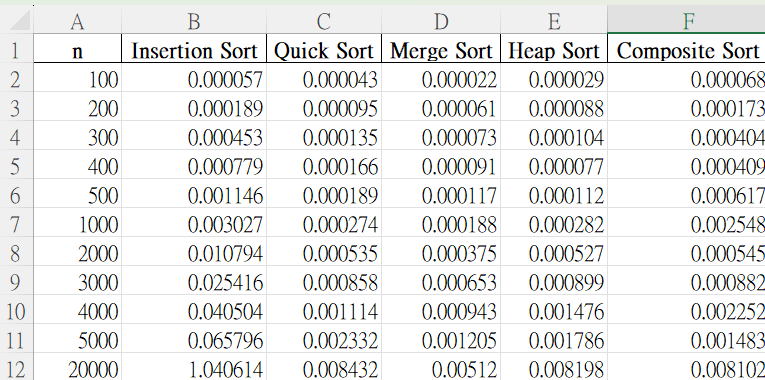 A B C D E F
1 n Insertion Sort Quick Sort Merge Sort Heap Sort Composite Sort
2 100 0.000057 0.000043 0.000022 0.000029 0.000068
3 200 0.000189 0.000095 0.000061 0.000088 0.000173
4 300 0.000453 0.000135 0.000073 0.000104 0.000404
5 400 0.000779 0.000166 0.000091 0.000077 0.000409
6 500 0.001146 0.000189 0.000117 0.000112 0.000617
7 1000 0.003027 0.000274 0.000188 0.000282 0.002548
8 2000 0.010794 0.000535 0.000375 0.000527 0.000545
9 3000 0.025416 0.000858 0.000653 0.000899 0.000882
10 4000 0.040504 0.001114 0.000943 0.001476 0.002252
11 5000 0.065796 0.002332 0.001205 0.001786 0.001483
12 20000 1.040614 0.008432 0.00512 0.008198 0.008102